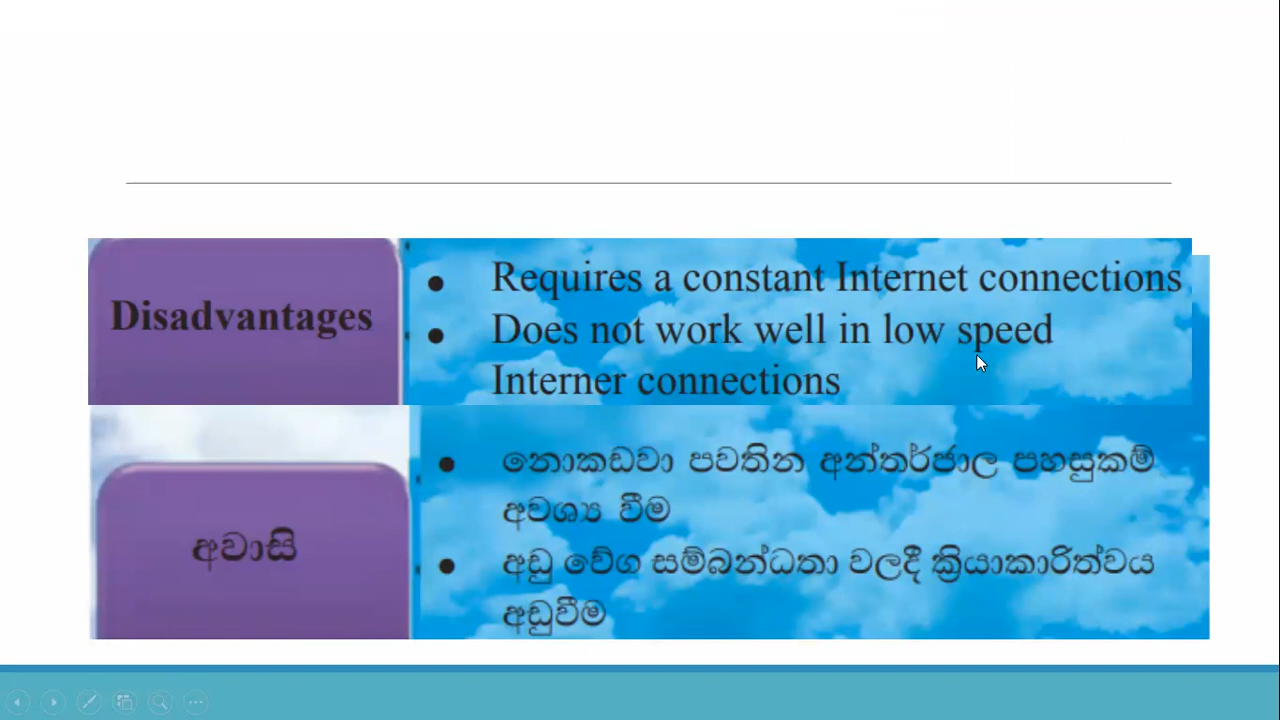 Disadvantages
● Requires a constant Internet connections
● Does not work well in low speed
Interner connections
අවාසි
● නොකඩවා පවතින අන්තර්ජාල පහසුකම්
අවශ්‍ය වීම
● අඩු වේග සම්බන්ධතා වලදී ක්‍රියාකාරිත්වය
අඩුවීම